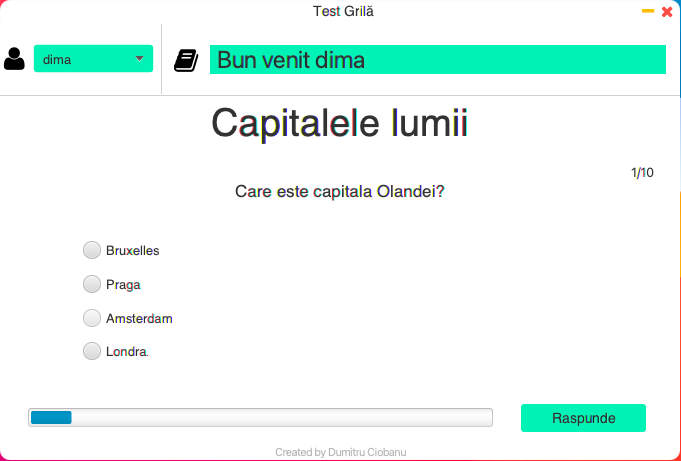 Test Grilă
dima
Bun venit dima
Capitalele lumii
1/10
Care este capitala Olandei?
Bruxelles
Praga
Amsterdam
Londra.
Raspunde
Created by Dumitru Ciobanu